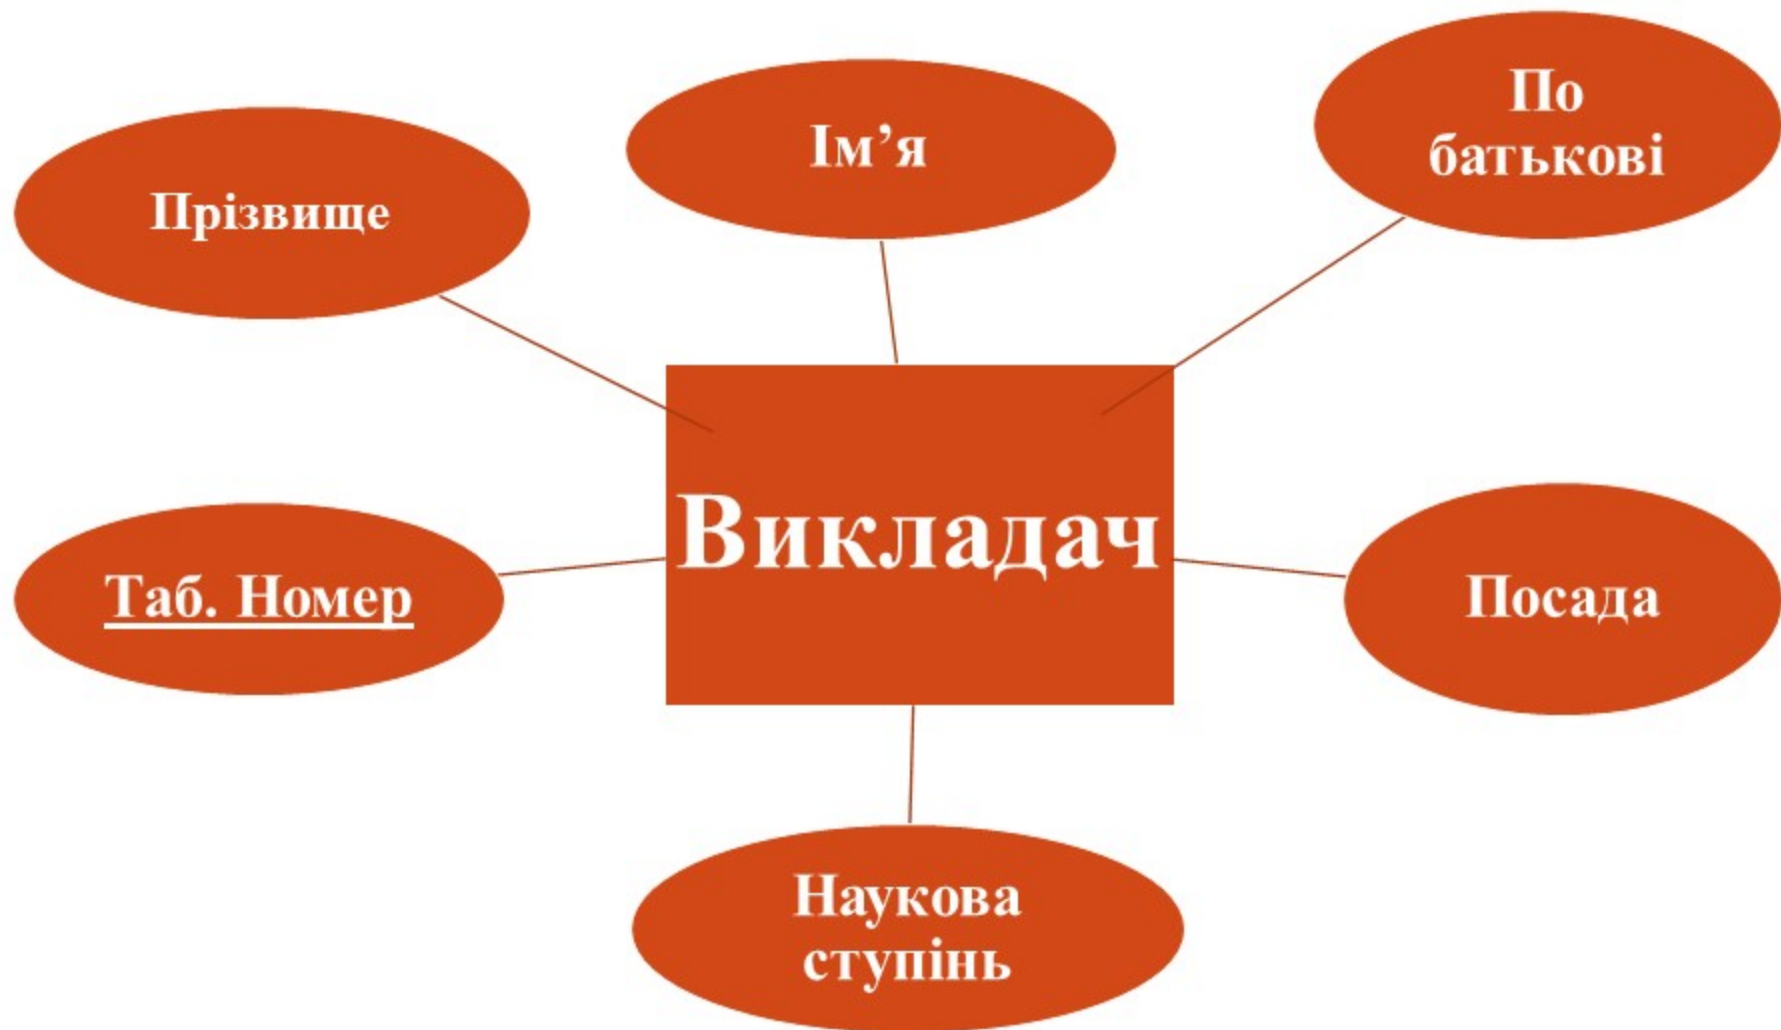 Прізвище
Ім’я
По
батькові
Викладач
Таб. Номер
Посада
Наукова
ступінь